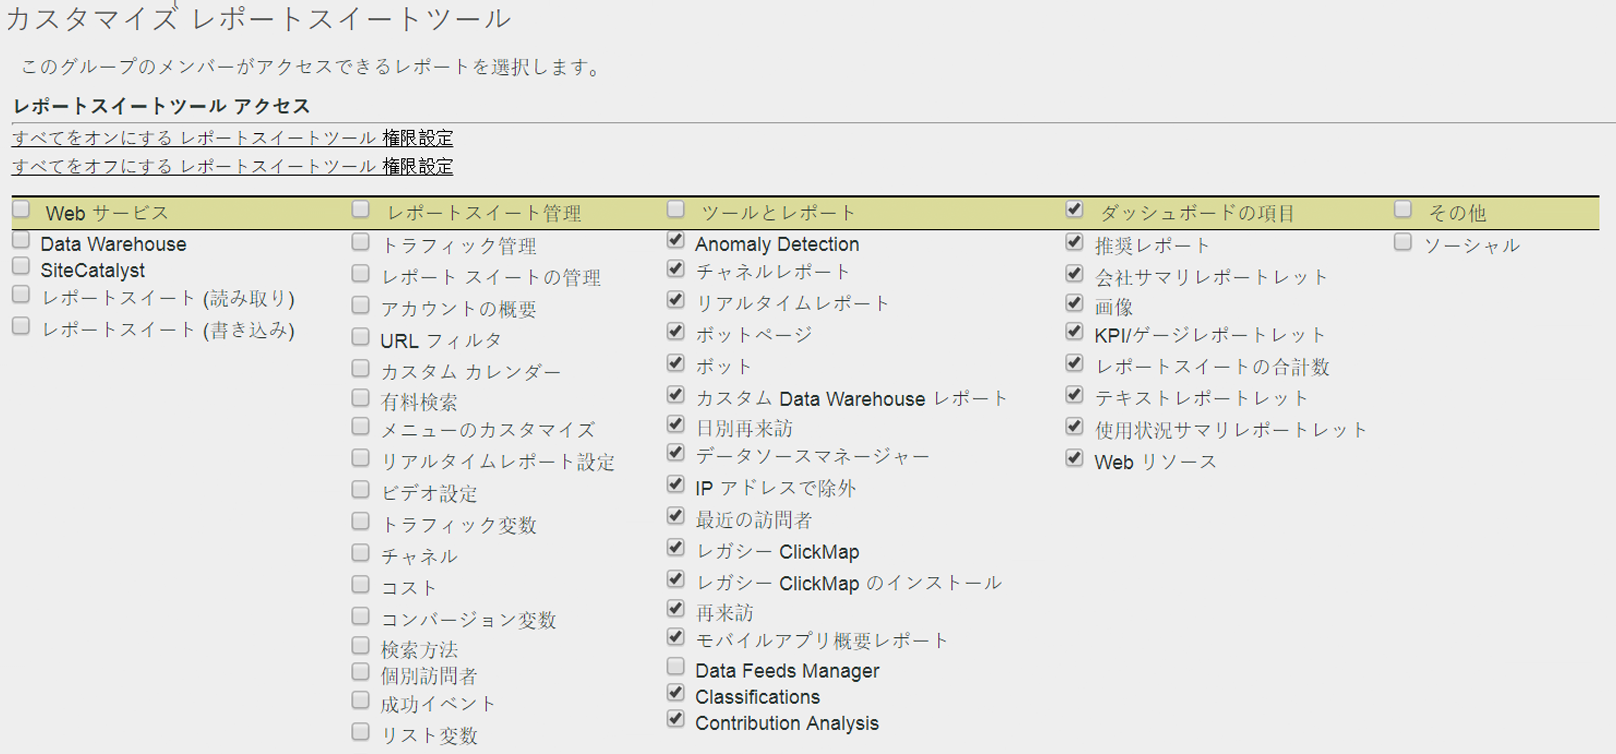 カスタマイズ レポートスイートツール
このグループのメンバーがアクセスできるレポートを選択します。
レポートスイートツール アクセス
すべてをオンにする レポートスイートツール 権限設定
すべてをオフにする レポートスイートツール 権限設定
Web サービス
Data Warehouse
SiteCatalyst
レポートスイート (読み取り)
レポートスイート (書き込み)
レポートスイート管理
トラフィック管理
レポート スイートの管理
アカウントの概要
URL フィルタ
カスタム カレンダー
有料検索
メニューのカスタマイズ
リアルタイムレポート設定
ビデオ設定
トラフィック変数
チャネル
コスト
コンバージョン変数
検索方法
個別訪問者
成功イベント
リスト変数
ツールとレポート
Anomaly Detection
チャネルレポート
リアルタイムレポート
ボットページ
ボット
カスタム Data Warehouse レポート
日別再来訪
データソースマネージャー
IP アドレスで除外
最近の訪問者
レガシー ClickMap
レガシー ClickMap のインストール
再来訪
モバイルアプリ概要レポート
Data Feeds Manager
Classifications
Contribution Analysis
ダッシュボードの項目
推奨レポート
会社サマリレポートレット
画像
KPI/ゲージレポートレット
レポートスイートの合計数
テキストレポートレット
使用状況サマリレポートレット
Web リソース
その他
ソーシャル